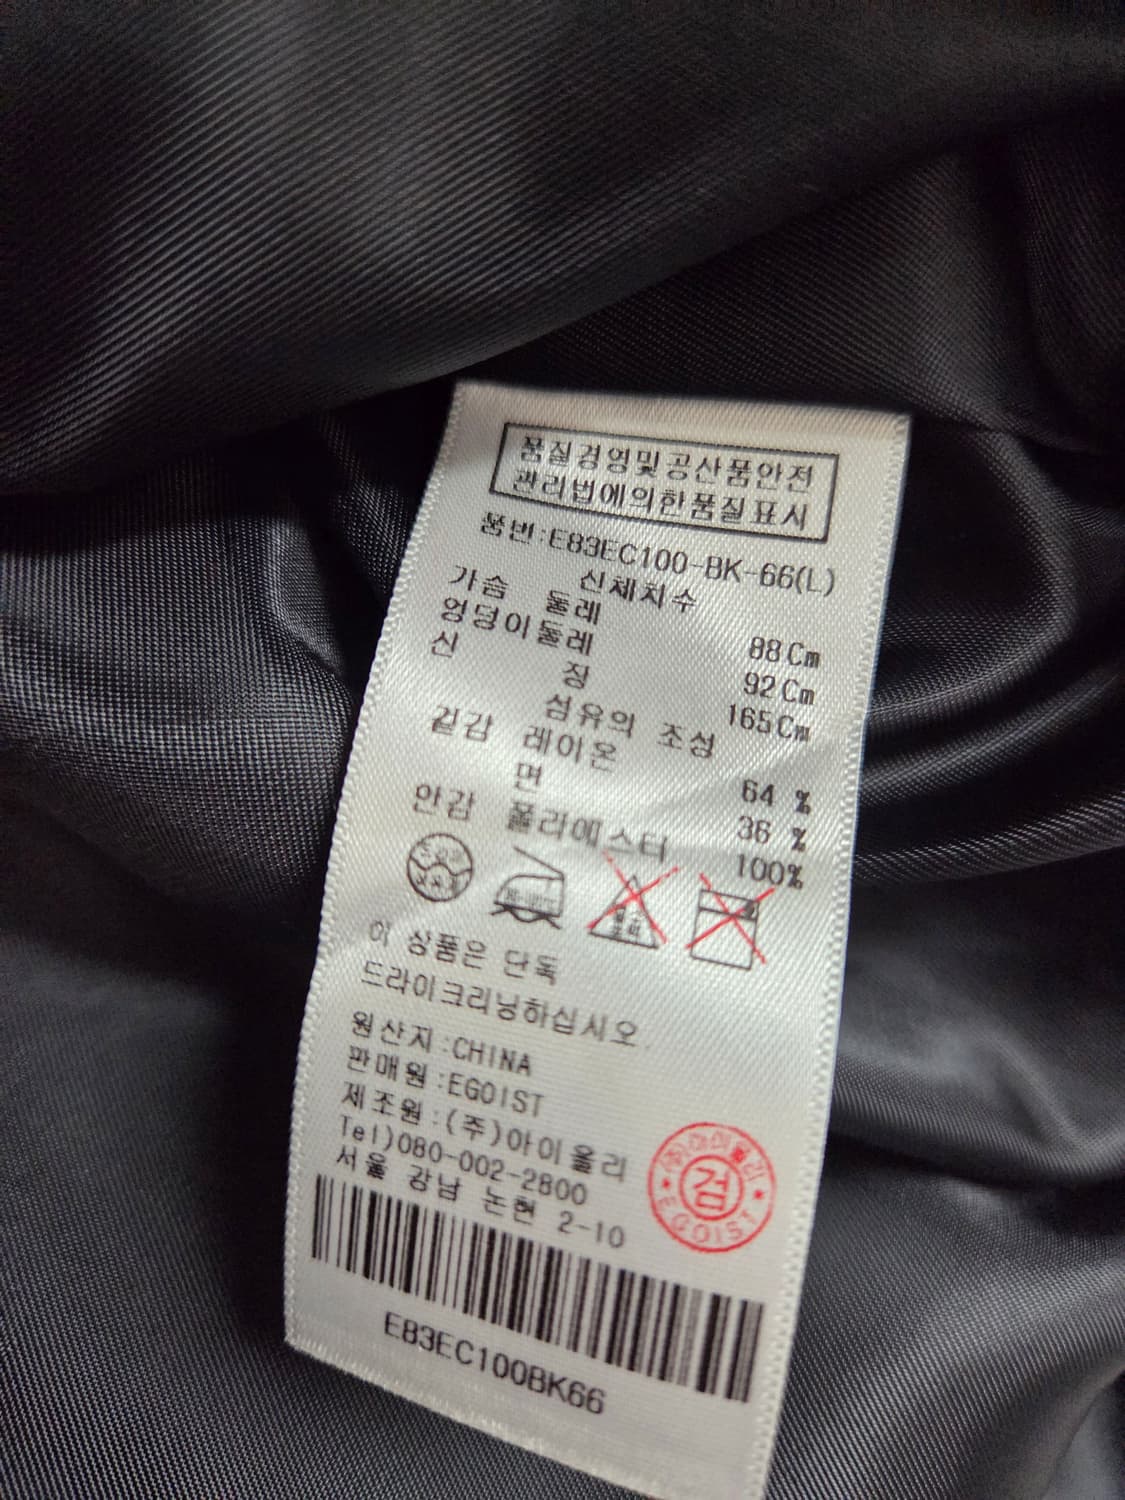 품질경영및공산품안전
관리법에의한품질표시
품번:E83EC100-BK-66(L)
신체치수
가슴 둘레 88Cm
엉덩이둘레 92Cm
신 장 165Cm
섬유의 조성
겉감 레이온 64 %
면 36 %
안감 폴리에스터 100%
이 상품은 단독
드라이크리닝하십시오.
원산지:CHINA
판매원:EGOIST
제조원:(주)아이올리
Tel)080-002-2800
서울 강남 논현 2-10
(주)아이올리
검
EGOIST
E83EC100BK66